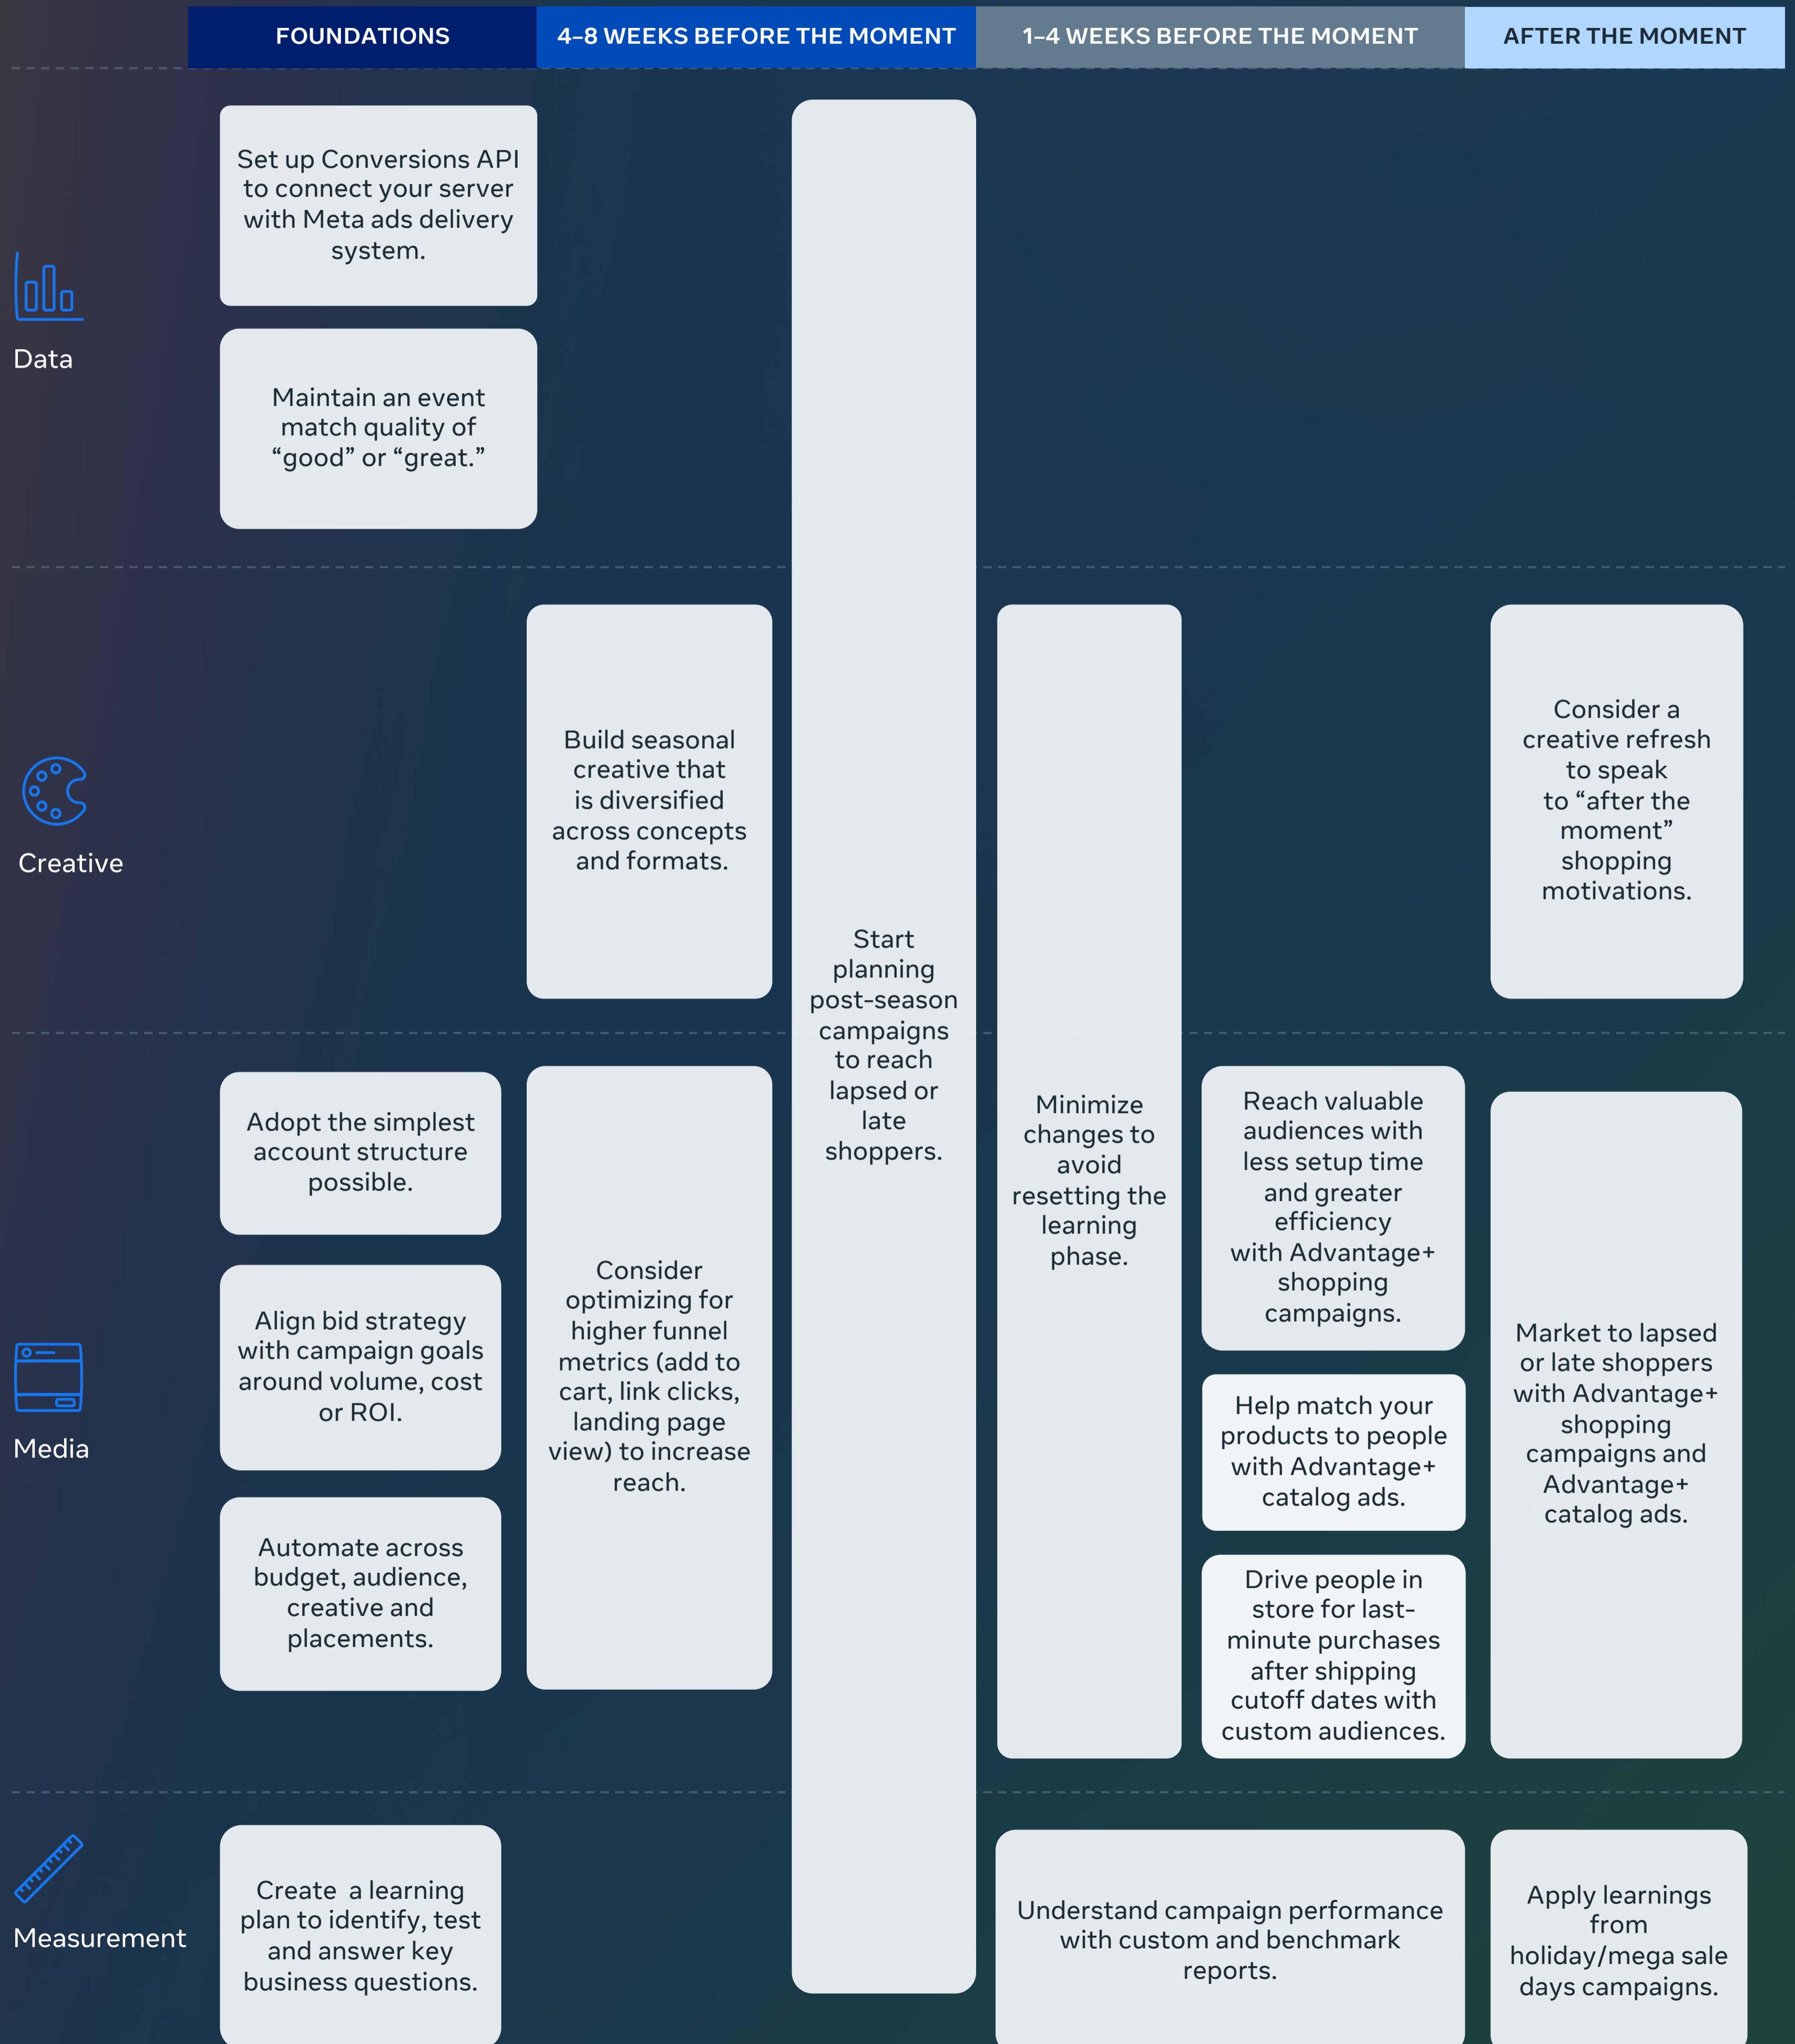 FOUNDATIONS
4–8 WEEKS BEFORE THE MOMENT
1–4 WEEKS BEFORE THE MOMENT
AFTER THE MOMENT
Data
Set up Conversions API
to connect your server
with Meta ads delivery
system.
Maintain an event
match quality of
“good” or “great.”
Start
planning
post-season
campaigns
to reach
lapsed or
late
shoppers.
Creative
Build seasonal
creative that
is diversified
across concepts
and formats.
Minimize
changes to
avoid
resetting the
learning
phase.
Consider a
creative refresh
to speak
to “after the
moment”
shopping
motivations.
Media
Adopt the simplest
account structure
possible.
Align bid strategy
with campaign goals
around volume, cost
or ROI.
Automate across
budget, audience,
creative and
placements.
Consider
optimizing for
higher funnel
metrics (add to
cart, link clicks,
landing page
view) to increase
reach.
Reach valuable
audiences with
less setup time
and greater
efficiency
with Advantage+
shopping
campaigns.
Help match your
products to people
with Advantage+
catalog ads.
Drive people in
store for last-
minute purchases
after shipping
cutoff dates with
custom audiences.
Market to lapsed
or late shoppers
with Advantage+
shopping
campaigns and
Advantage+
catalog ads.
Measurement
Create  a learning
plan to identify, test
and answer key
business questions.
Understand campaign performance
with custom and benchmark
reports.
Apply learnings
from
holiday/mega sale
days campaigns.